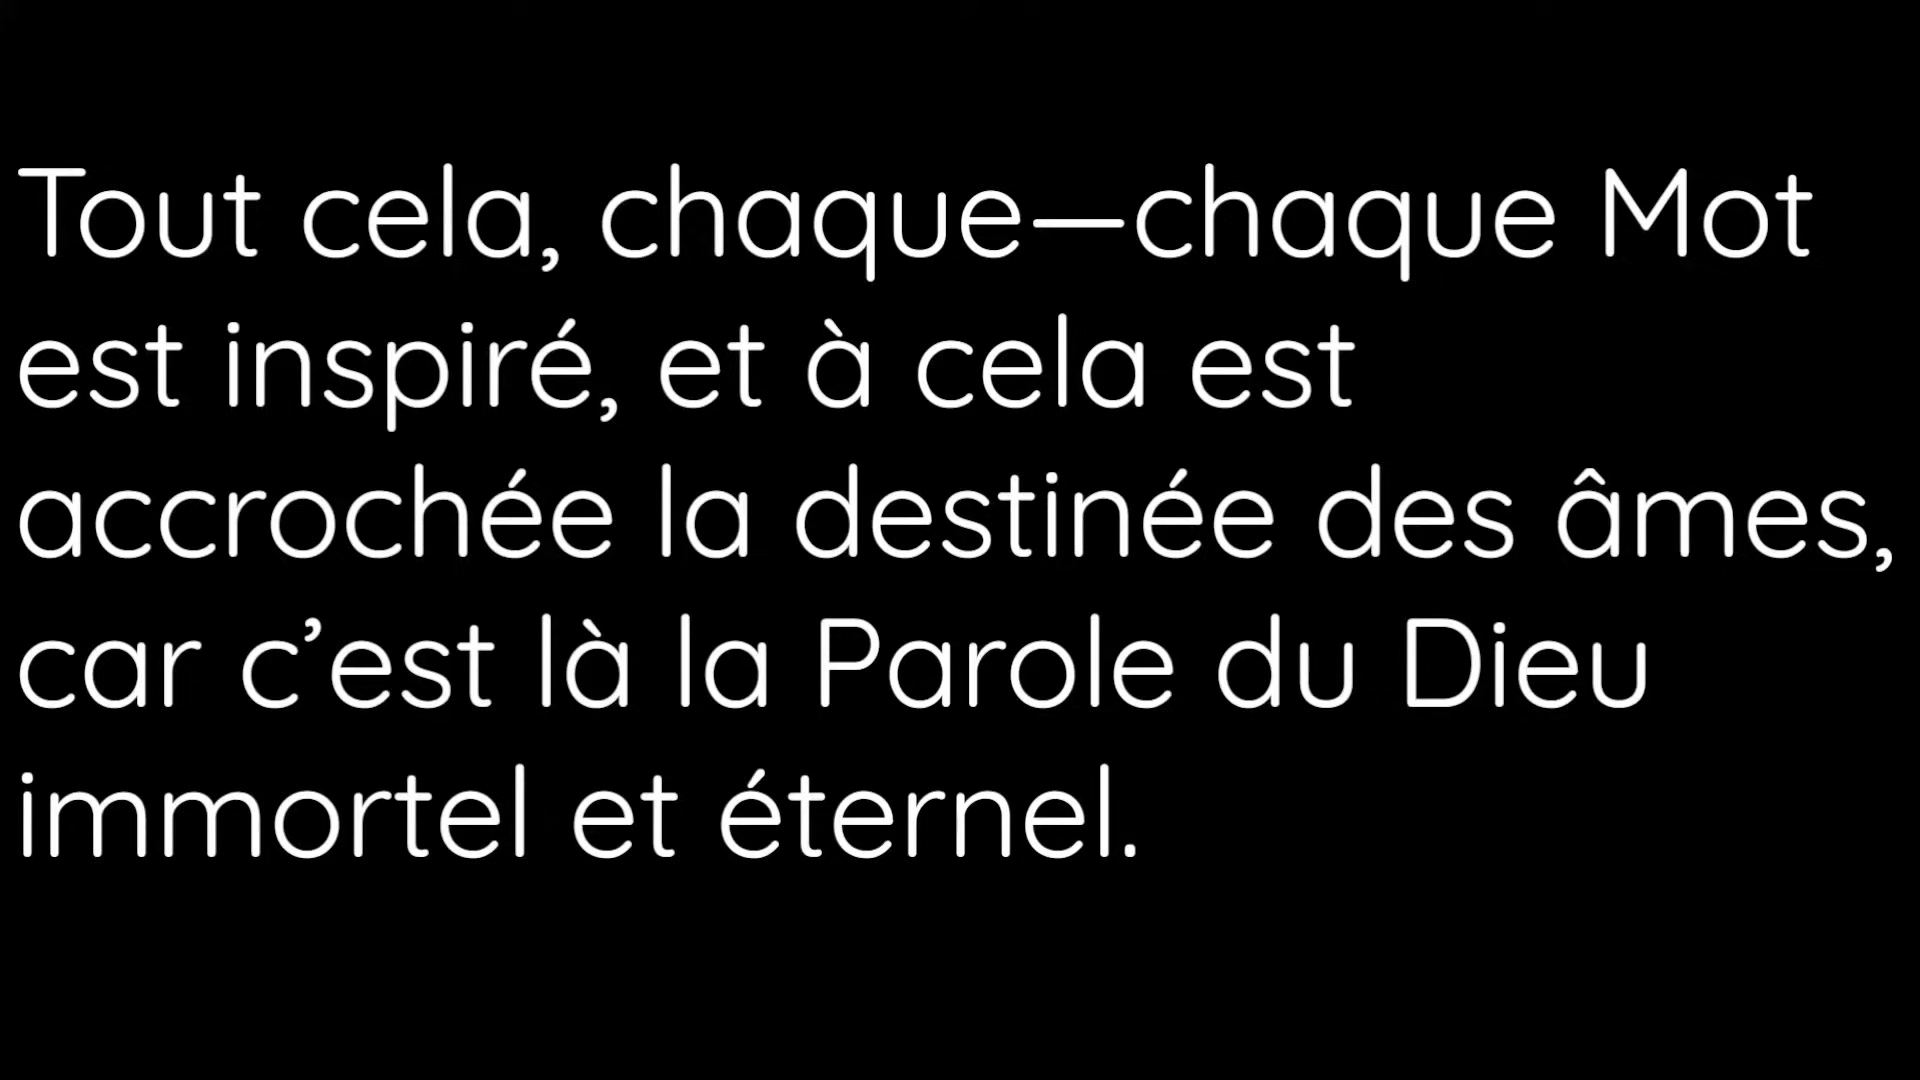 Tout cela, chaque—chaque Mot
est inspiré, et à cela est
accrochée la destinée des âmes,
car c’est là la Parole du Dieu
immortel et éternel.